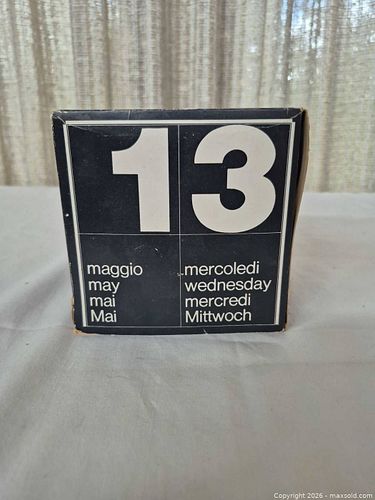 13
maggio mercoledi
may wednesday
mai mercredi
Mai Mittwoch
Copyright 2026 - maxsold.com